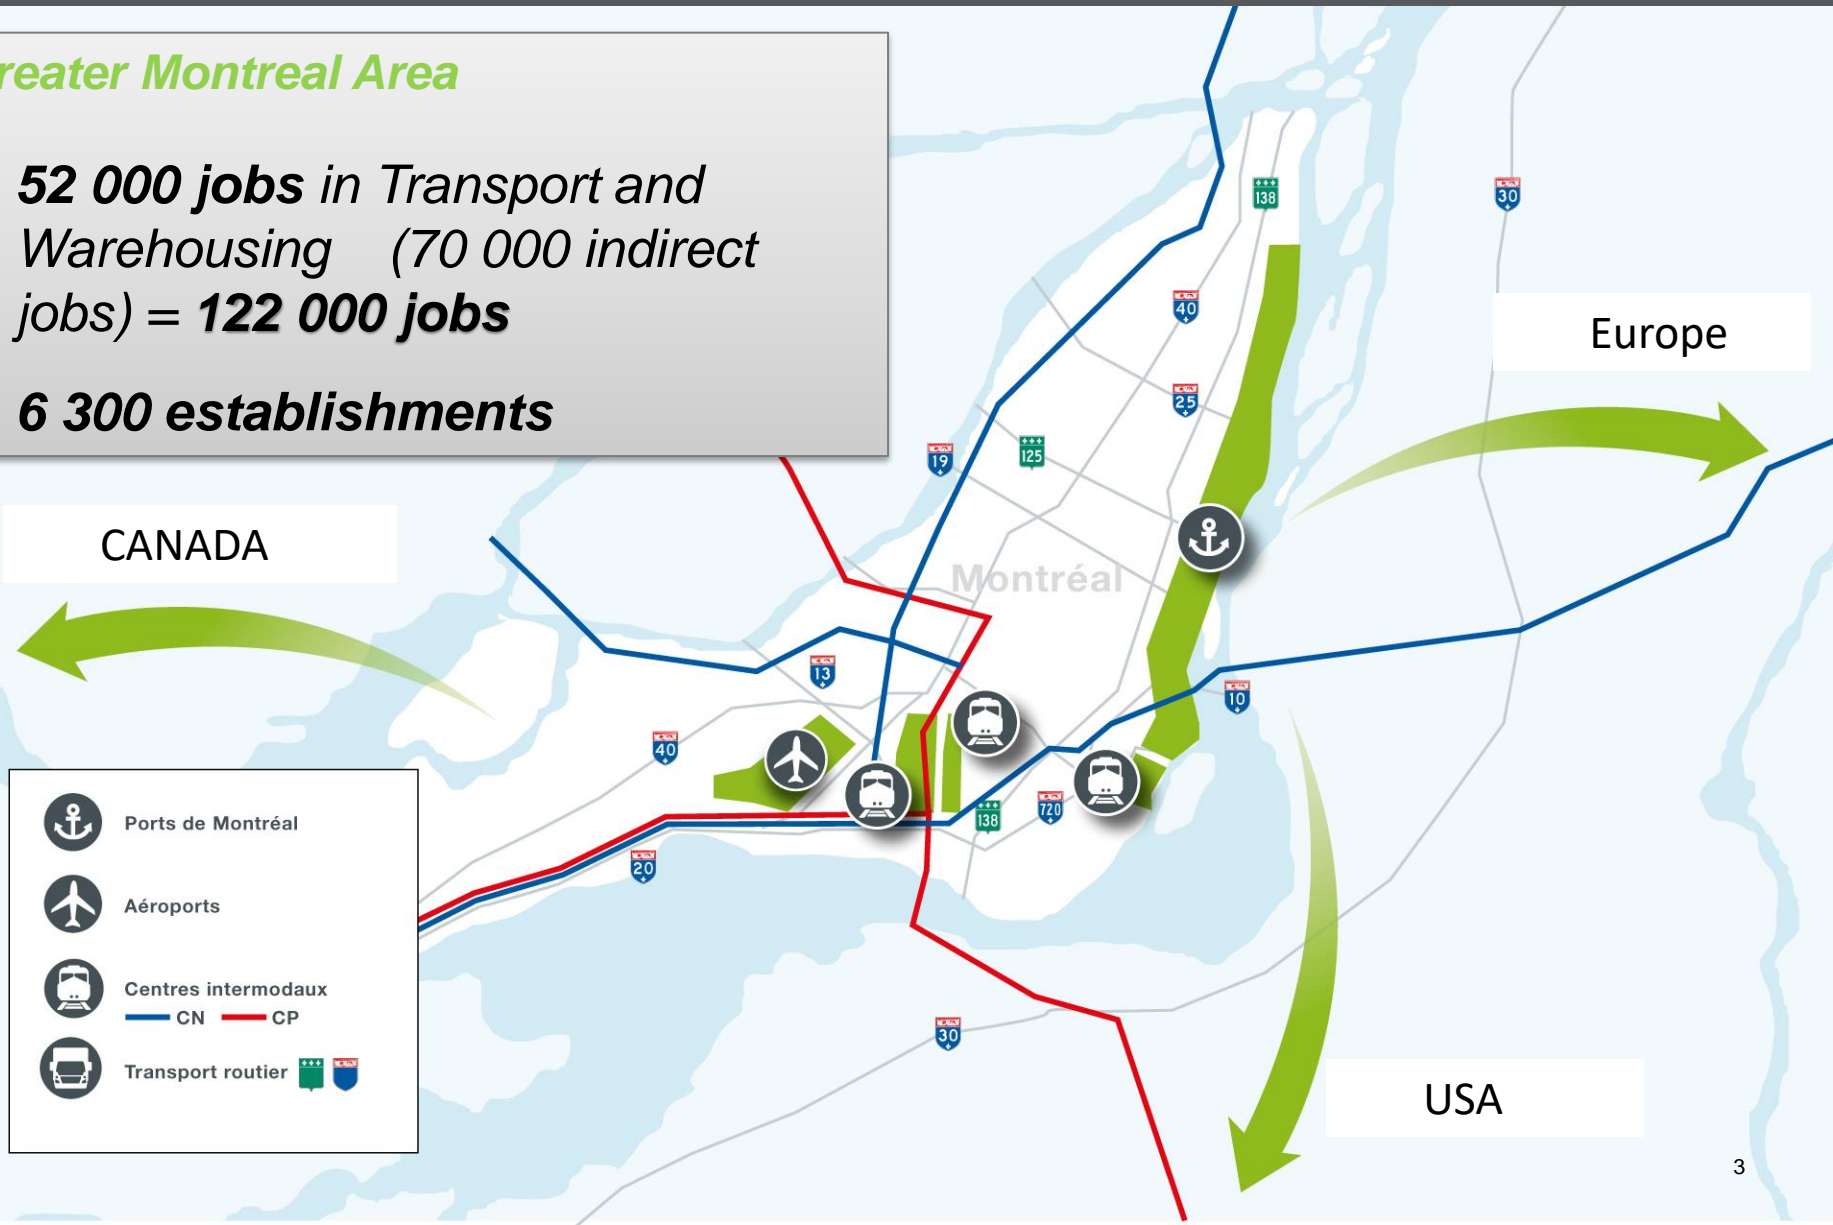 reater Montreal Area
52 000 jobs in Transport and
Warehousing (70 000 indirect
jobs) = 122 000 jobs
6 300 establishments
138
30
40
Europe
25
19
125
CANADA
Montréal
13
10
40
720
138
20
30
Ports de Montréal
Aéroports
Centres intermodaux
CN CP
Transport routier
USA
3